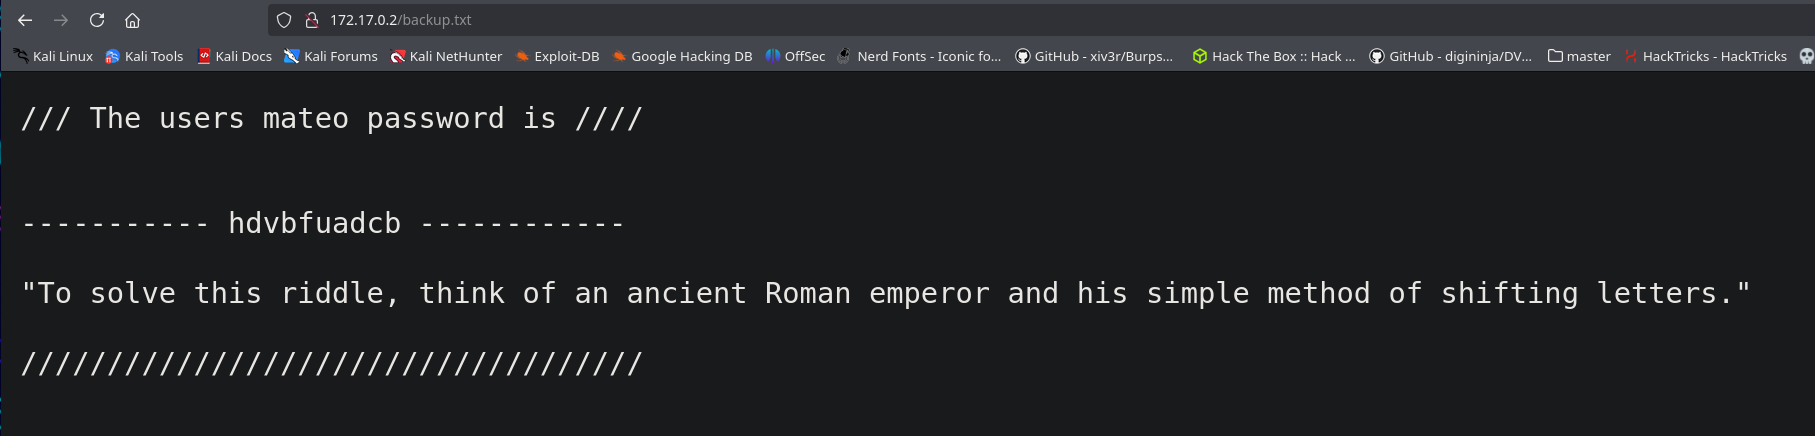 172.17.0.2/backup.txt
Kali Linux Kali Tools Kali Docs Kali Forums Kali NetHunter Exploit-DB Google Hacking DB OffSec Nerd Fonts - Iconic fo... GitHub - xiv3r/Burps... Hack The Box :: Hack ... GitHub - digininja/DV... master HackTricks - HackTricks
/// The users mateo password is ////
----------- hdvbfuadcb ------------
"To solve this riddle, think of an ancient Roman emperor and his simple method of shifting letters."
////////////////////////////////////